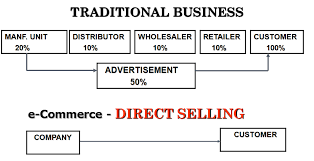 TRADITIONAL BUSINESS
MANF. UNIT DISTRIBUTOR WHOLESALER RETAILER CUSTOMER
20% 10% 10% 10% 100%
ADVERTISEMENT
50%
e-Commerce - DIRECT SELLING
COMPANY CUSTOMER